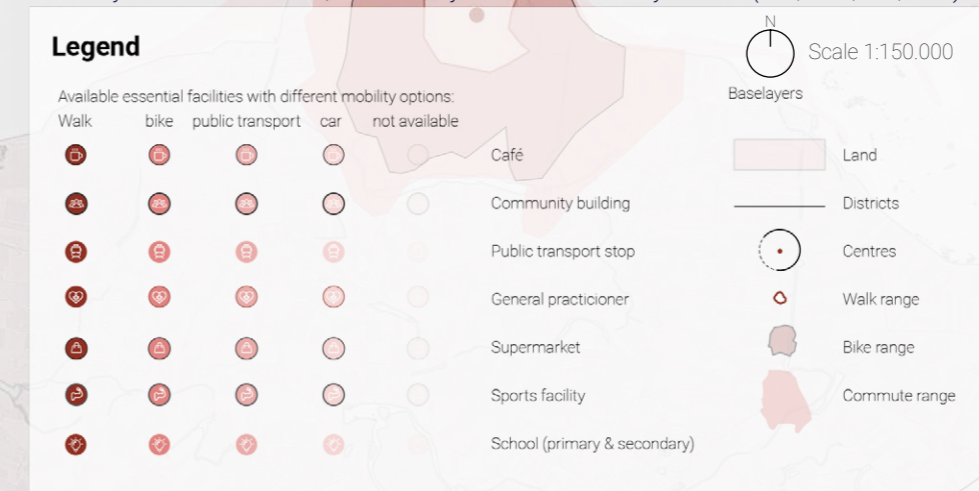 Legend
N
Scale 1:150.000
Baselayers
Available essential facilities with different mobility options:
Walk bike public transport car not available
Café
Community building
Public transport stop
General practicioner
Supermarket
Sports facility
School (primary & secondary)
Land
Districts
Centres
Walk range
Bike range
Commute range